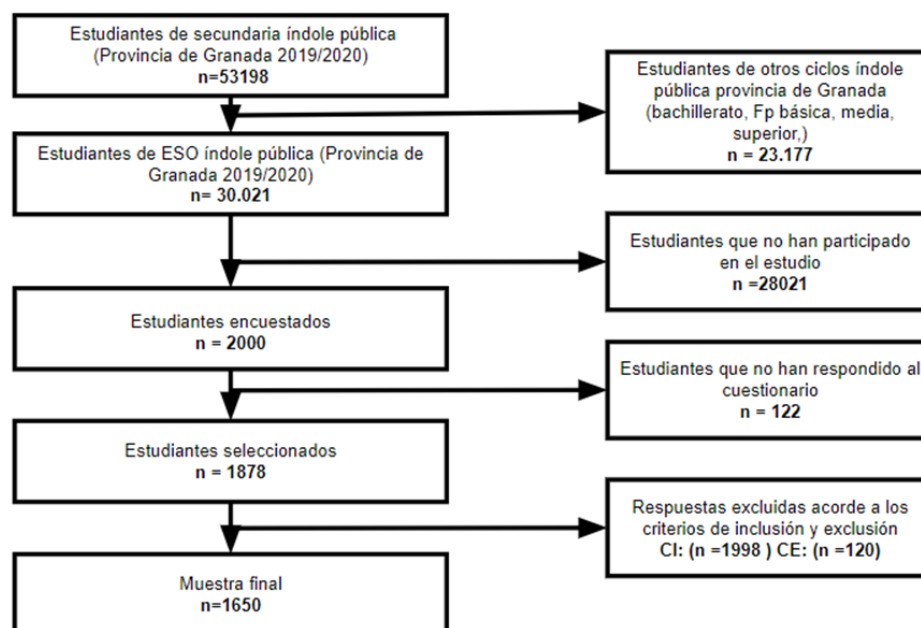 Estudiantes de secundaria índole pública
(Provincia de Granada 2019/2020)
n=53198
Estudiantes de otros ciclos índole
pública provincia de Granada
(bachillerato, Fp básica, media,
superior,)
n = 23.177
Estudiantes de ESO índole pública (Provincia de
Granada 2019/2020)
n= 30.021
Estudiantes que no han participado
en el estudio
n =28021
Estudiantes encuestados
n = 2000
Estudiantes que no han respondido al
cuestionario
n = 122
Estudiantes seleccionados
n = 1878
Respuestas excluidas acorde a los
criterios de inclusión y exclusión
CI: (n =1998 ) CE: (n =120)
Muestra final
n=1650